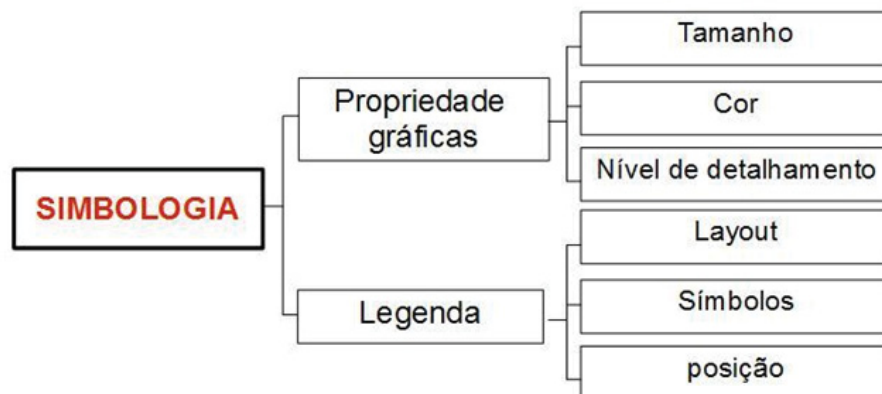 SIMBOLOGIA
Propriedade
gráficas
Tamanho
Cor
Nível de detalhamento
Legenda
Layout
Símbolos
posição